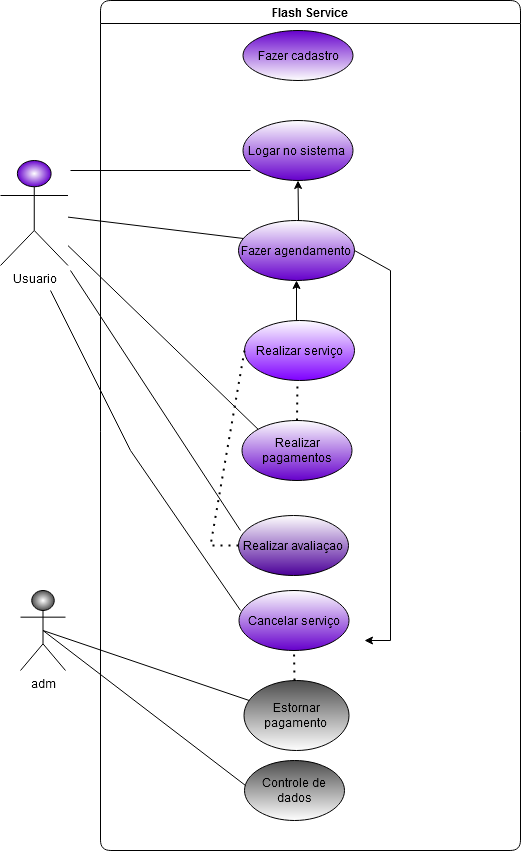 Flash Service
Fazer cadastro
Logar no sistema
Fazer agendamento
Usuario
Realizar serviço
Realizar
pagamentos
Realizar avaliaçao
Cancelar serviço
adm
Estornar
pagamento
Controle de
dados